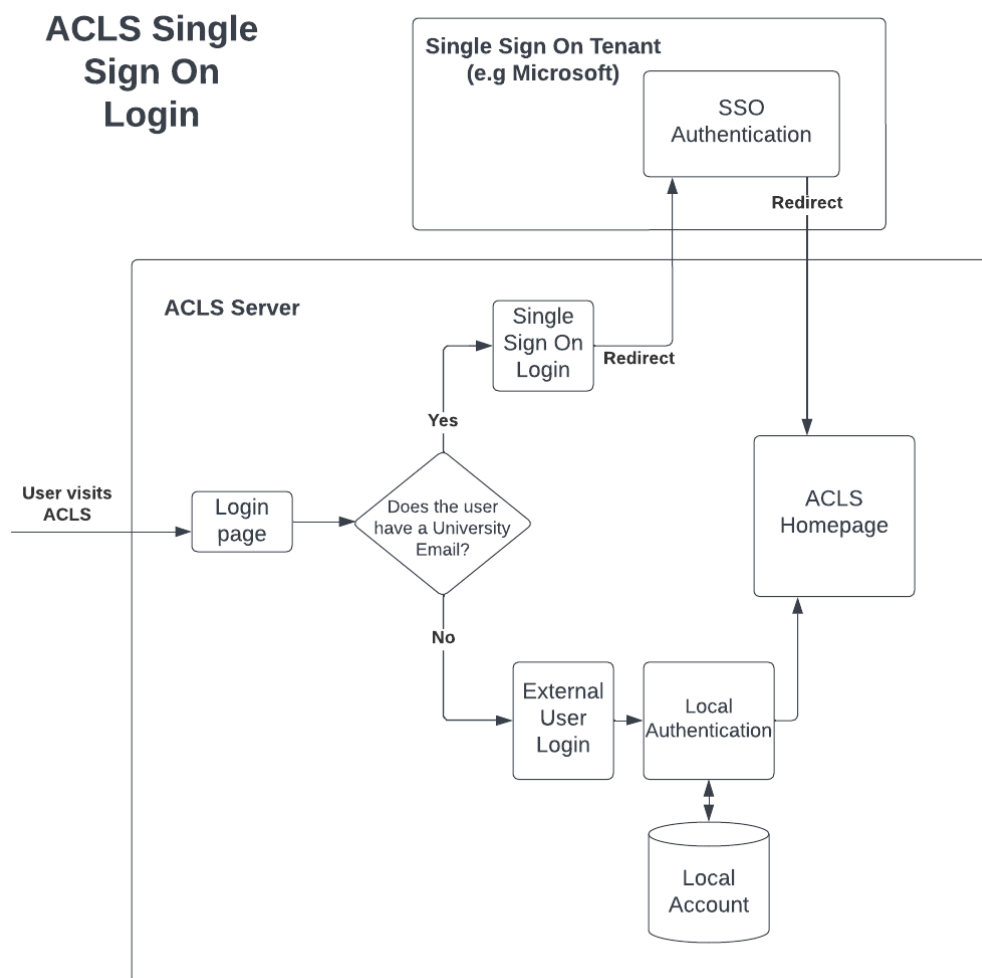 ACLS Single
Sign On
Login
Single Sign On Tenant
(e.g Microsoft)
SSO
Authentication
Redirect
ACLS Server
Single
Sign On
Login
Redirect
Yes
User visits
ACLS
Login
page
Does the user
have a University
Email?
ACLS
Homepage
No
External
User
Login
Local
Authentication
Local
Account